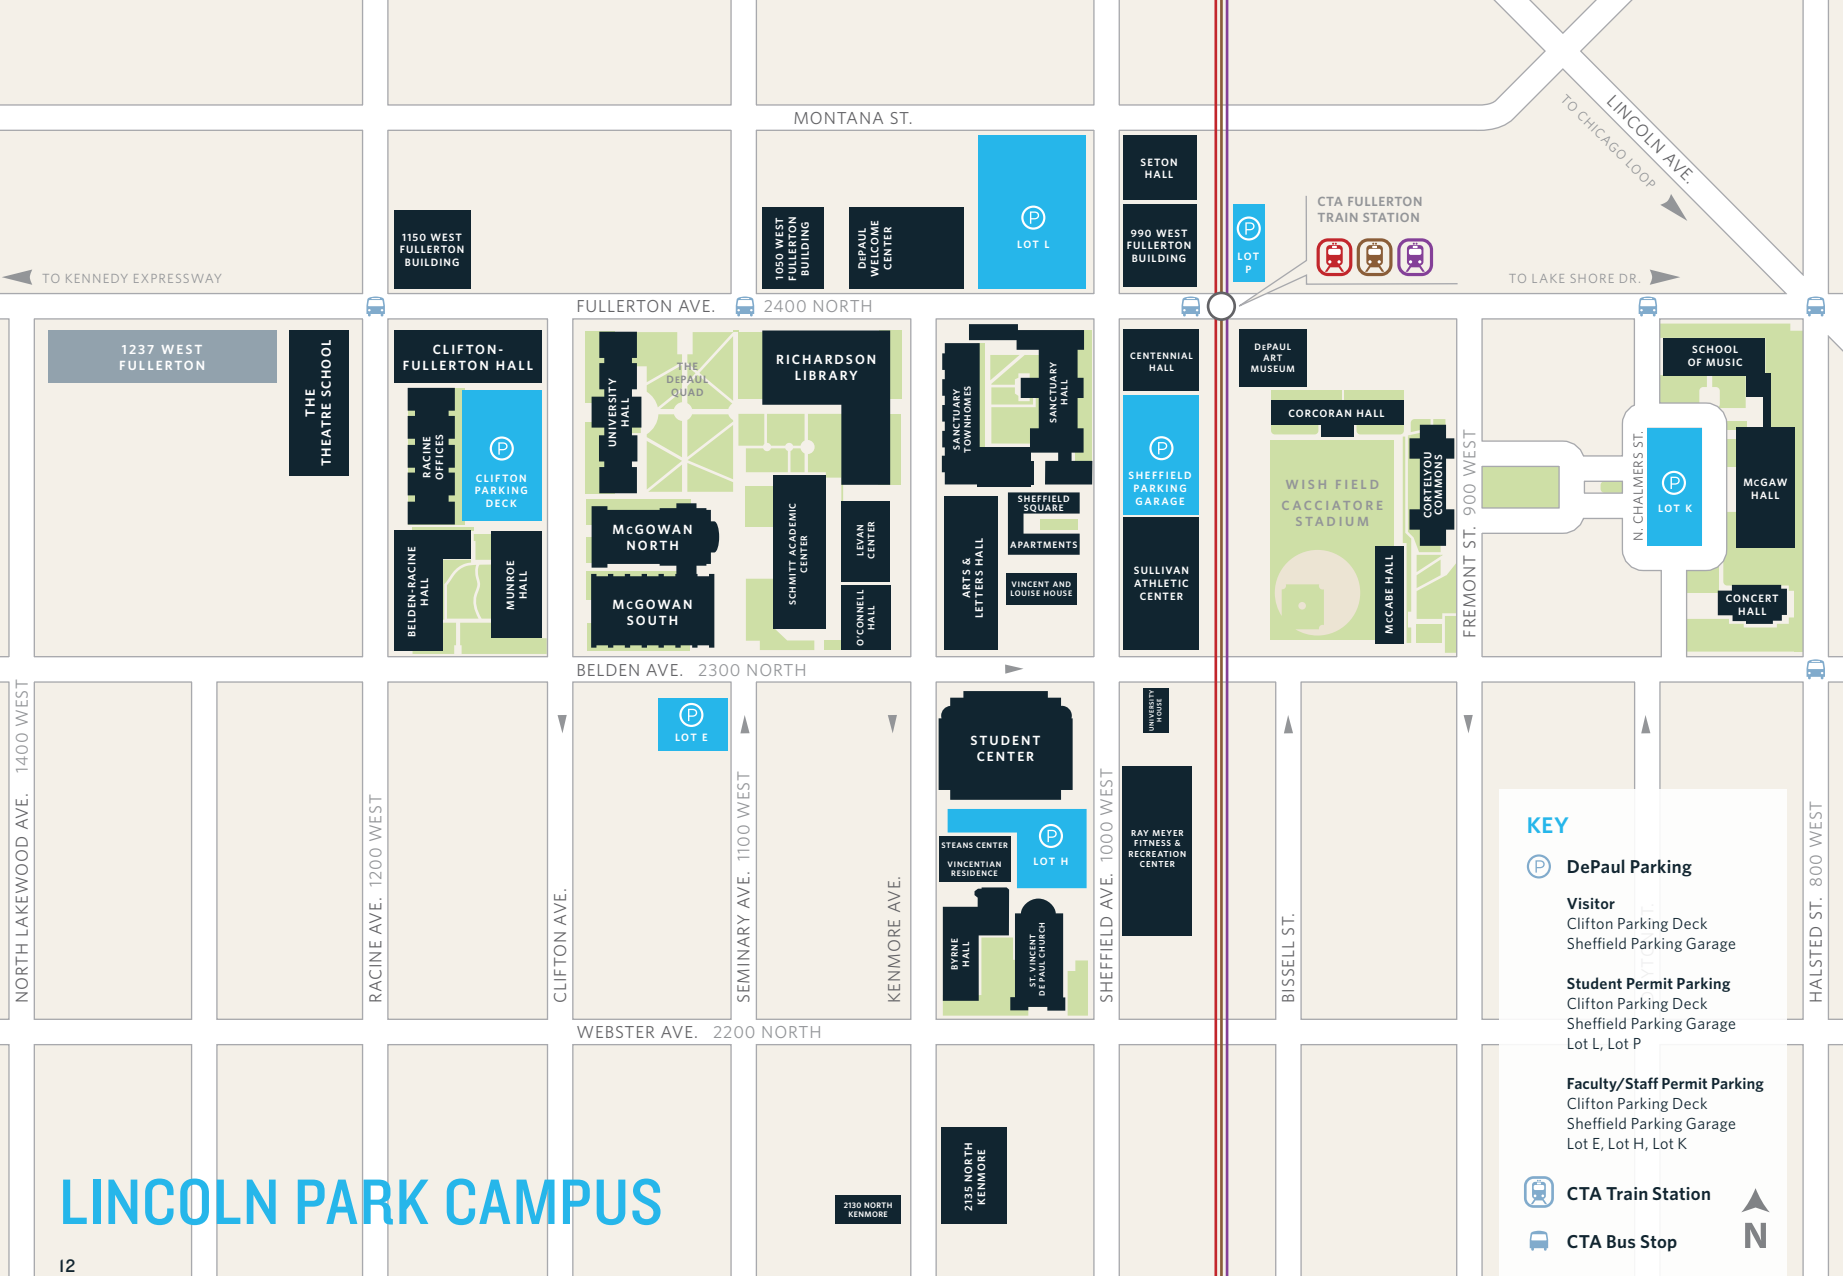 MONTANA ST.
LINCOLN AVE.
TO CHICAGO LOOP
SETON
HALL
CTA FULLERTON
TRAIN STATION
1150 WEST
FULLERTON
BUILDING
1050 WEST
FULLERTON
BUILDING
DEPAUL
WELCOME
CENTER
P
LOT L
990 WEST
FULLERTON
BUILDING
P
LOT
P
TO KENNEDY EXPRESSWAY
TO LAKE SHORE DR.
FULLERTON AVE. 2400 NORTH
1237 WEST
FULLERTON
THE
THEATRE SCHOOL
CLIFTON-
FULLERTON HALL
RACINE
OFFICES
P
CLIFTON
PARKING
DECK
BELDEN-RACINE
HALL
MUNROE
HALL
UNIVERSITY
HALL
THE
DEPAUL
QUAD
RICHARDSON
LIBRARY
McGOWAN
NORTH
McGOWAN
SOUTH
SCHMITT ACADEMIC
CENTER
LEVAN
CENTER
O'CONNELL
HALL
SANCTUARY
TOWNHOMES
SANCTUARY
HALL
SHEFFIELD
SQUARE
APARTMENTS
ARTS &
LETTERS HALL
VINCENT AND
LOUISE HOUSE
CENTENNIAL
HALL
P
SHEFFIELD
PARKING
GARAGE
SULLIVAN
ATHLETIC
CENTER
DEPAUL
ART
MUSEUM
CORCORAN HALL
WISH FIELD
CACCIATORE
STADIUM
CORTELYOU
COMMONS
McCABE HALL
FREMONT ST. 900 WEST
N. CHALMERS ST.
SCHOOL
OF MUSIC
P
LOT K
McGAW
HALL
CONCERT
HALL
BELDEN AVE. 2300 NORTH
NORTH LAKEWOOD AVE. 1400 WEST
RACINE AVE. 1200 WEST
CLIFTON AVE.
P
LOT E
SEMINARY AVE. 1100 WEST
KENMORE AVE.
STUDENT
CENTER
STEANS CENTER
VINCENTIAN
RESIDENCE
P
LOT H
BYRNE
HALL
ST. VINCENT
DE PAUL CHURCH
SHEFFIELD AVE. 1000 WEST
UNIVERSITY
HOUSE
RAY MEYER
FITNESS &
RECREATION
CENTER
BISSELL ST.
HALSTED ST. 800 WEST
WEBSTER AVE. 2200 NORTH
2130 NORTH
KENMORE
2135 NORTH
KENMORE
KEY
P DePaul Parking
Visitor
Clifton Parking Deck
Sheffield Parking Garage
Student Permit Parking
Clifton Parking Deck
Sheffield Parking Garage
Lot L, Lot P
Faculty/Staff Permit Parking
Clifton Parking Deck
Sheffield Parking Garage
Lot E, Lot H, Lot K
CTA Train Station
CTA Bus Stop
N
LINCOLN PARK CAMPUS
12